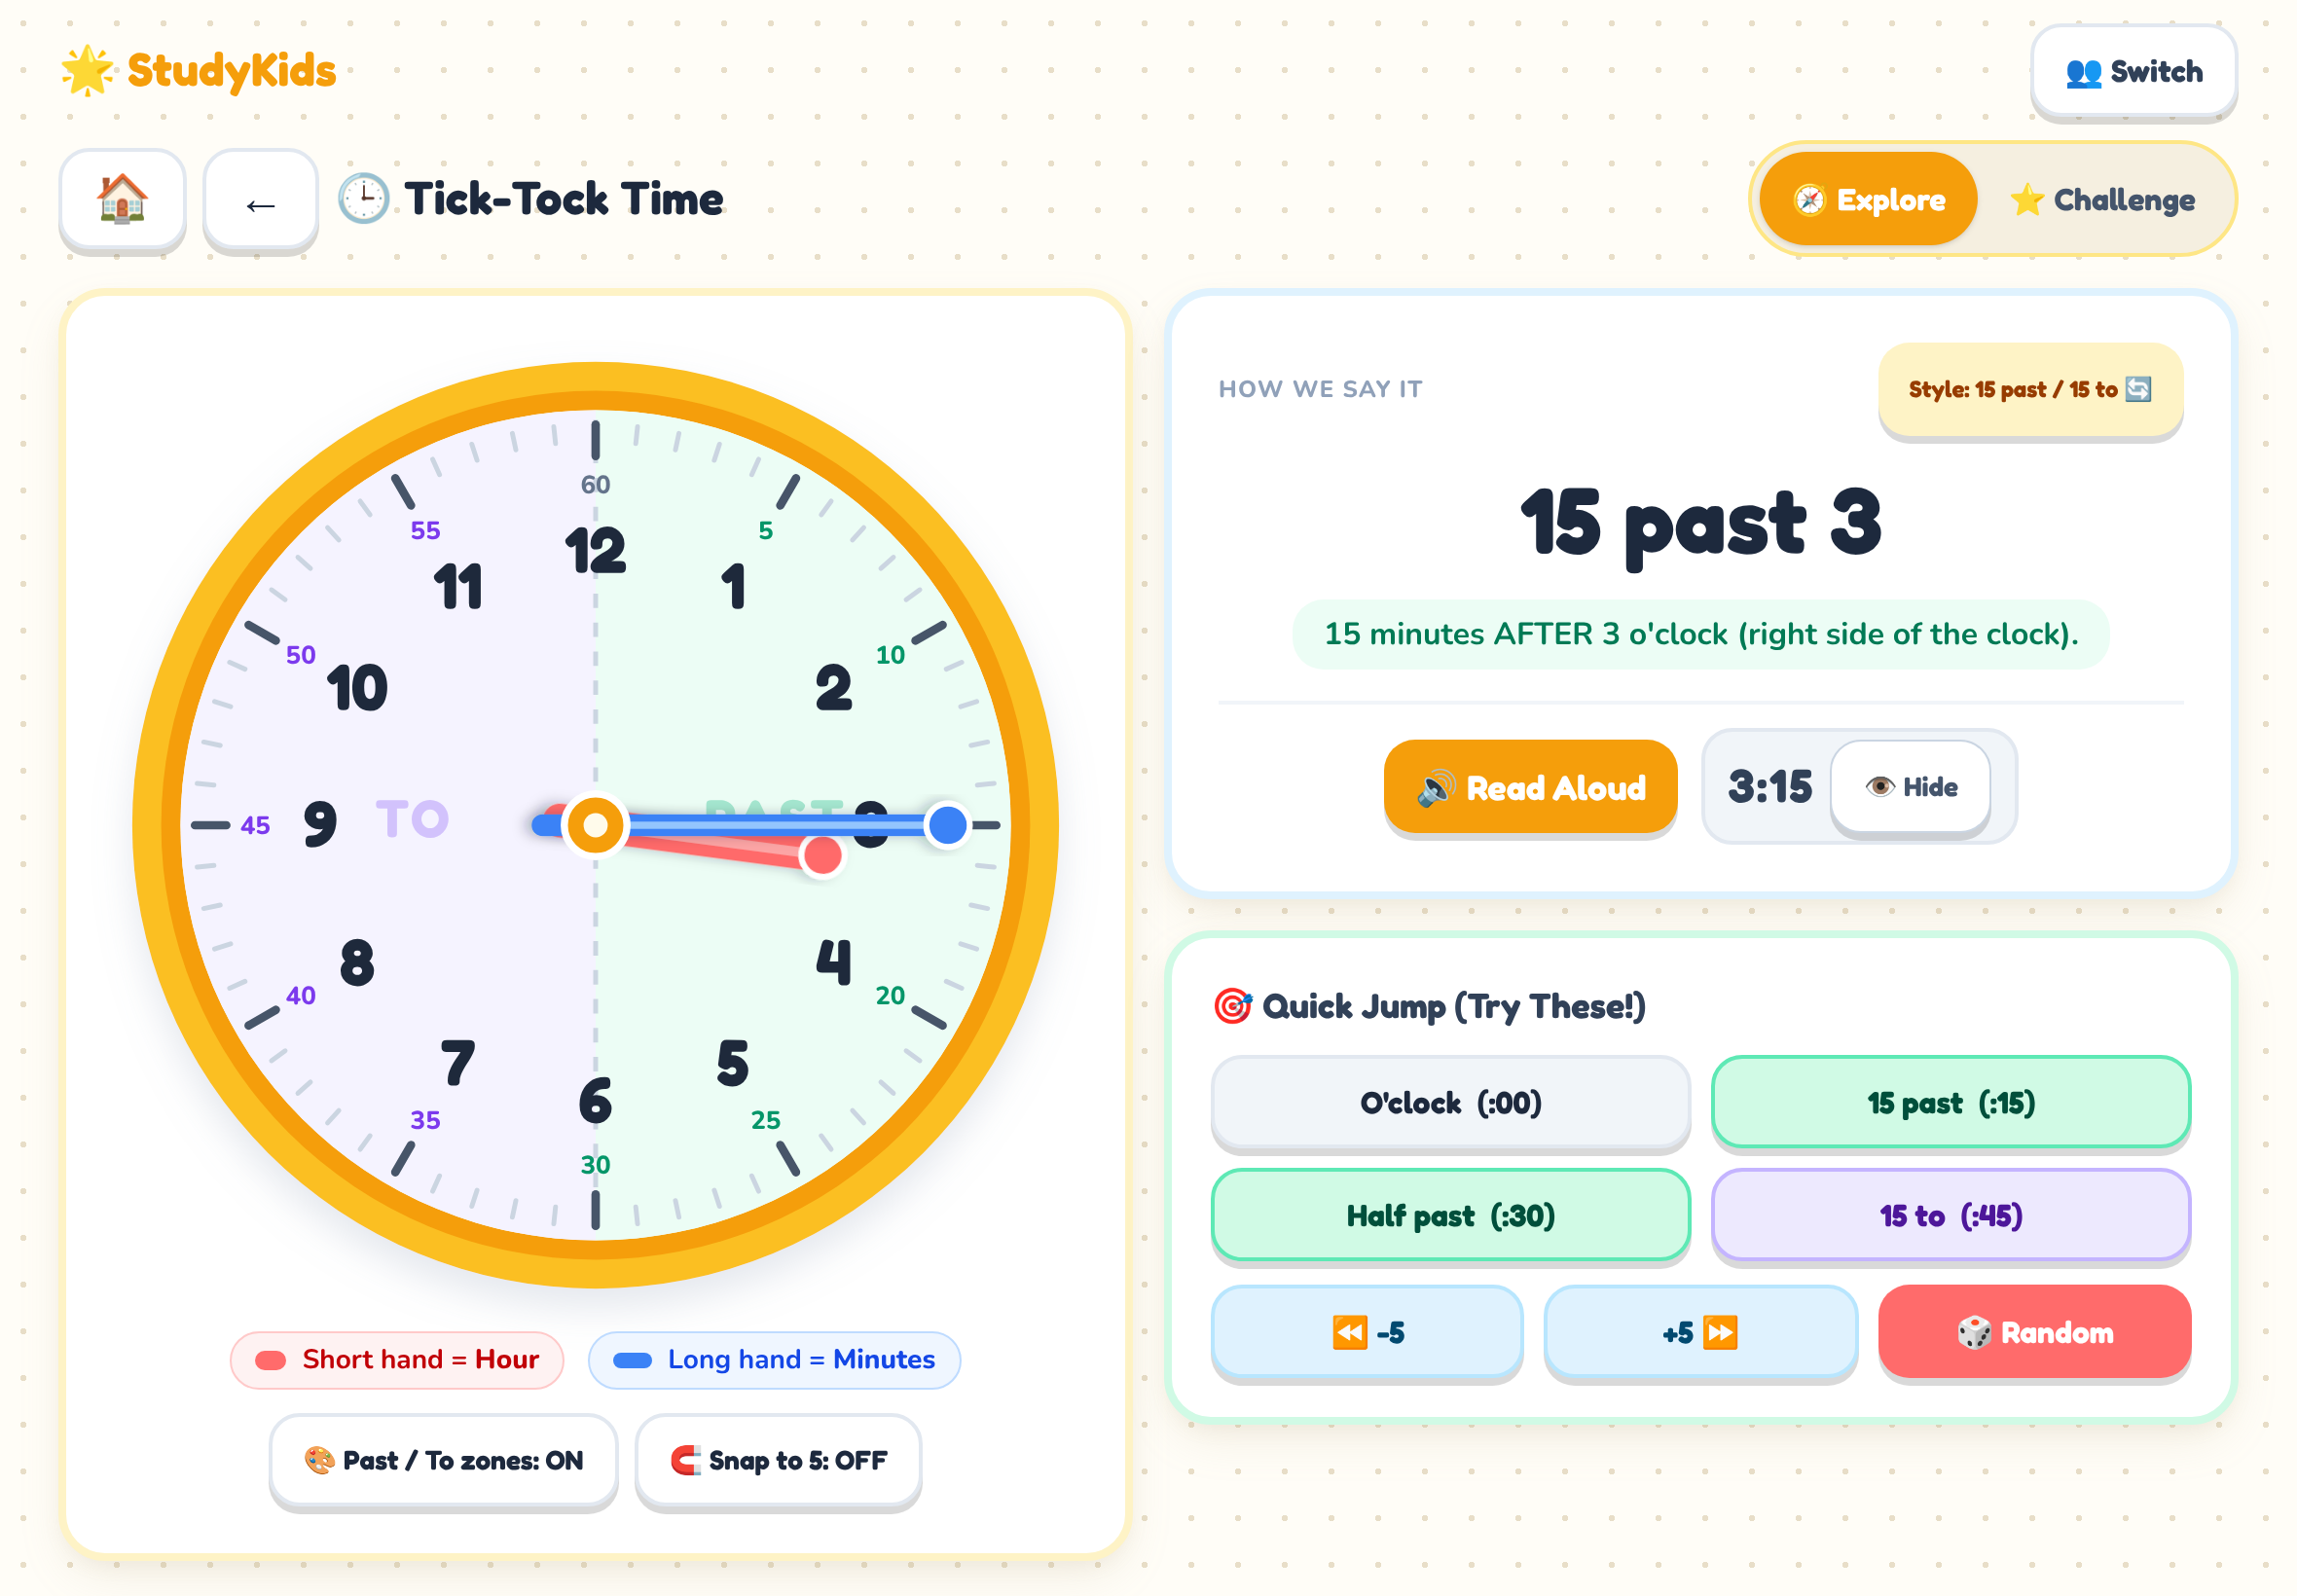 StudyKids
Switch
← Tick-Tock Time
Explore
Challenge
60
55
5
12
11
1
50
10
10
2
45
9
TO
PAST
8
4
40
20
7
5
6
35
25
30
Short hand = Hour
Long hand = Minutes
Past / To zones: ON
Snap to 5: OFF
HOW WE SAY IT
Style: 15 past / 15 to
15 past 3
15 minutes AFTER 3 o'clock (right side of the clock).
Read Aloud
3:15
Hide
Quick Jump (Try These!)
O'clock (:00)
15 past (:15)
Half past (:30)
15 to (:45)
-5
+5
Random